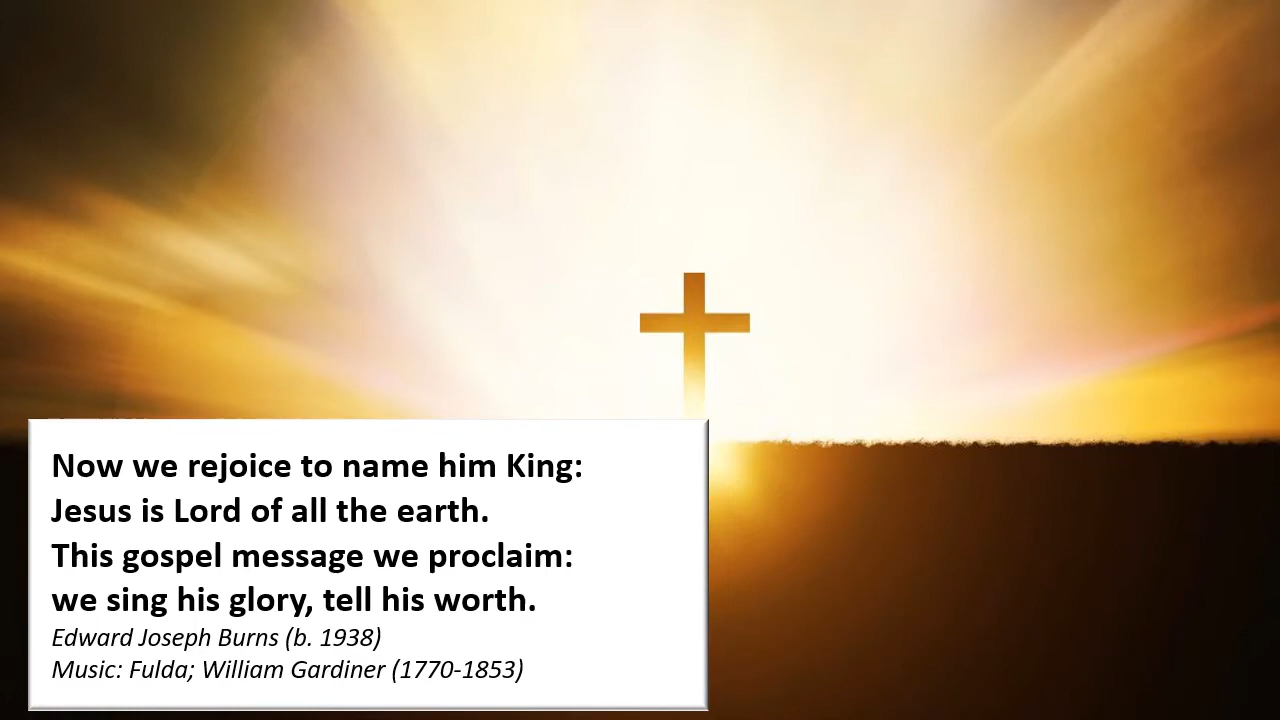 Now we rejoice to name him King:
Jesus is Lord of all the earth.
This gospel message we proclaim:
we sing his glory, tell his worth.
Edward Joseph Burns (b. 1938)
Music: Fulda; William Gardiner (1770-1853)